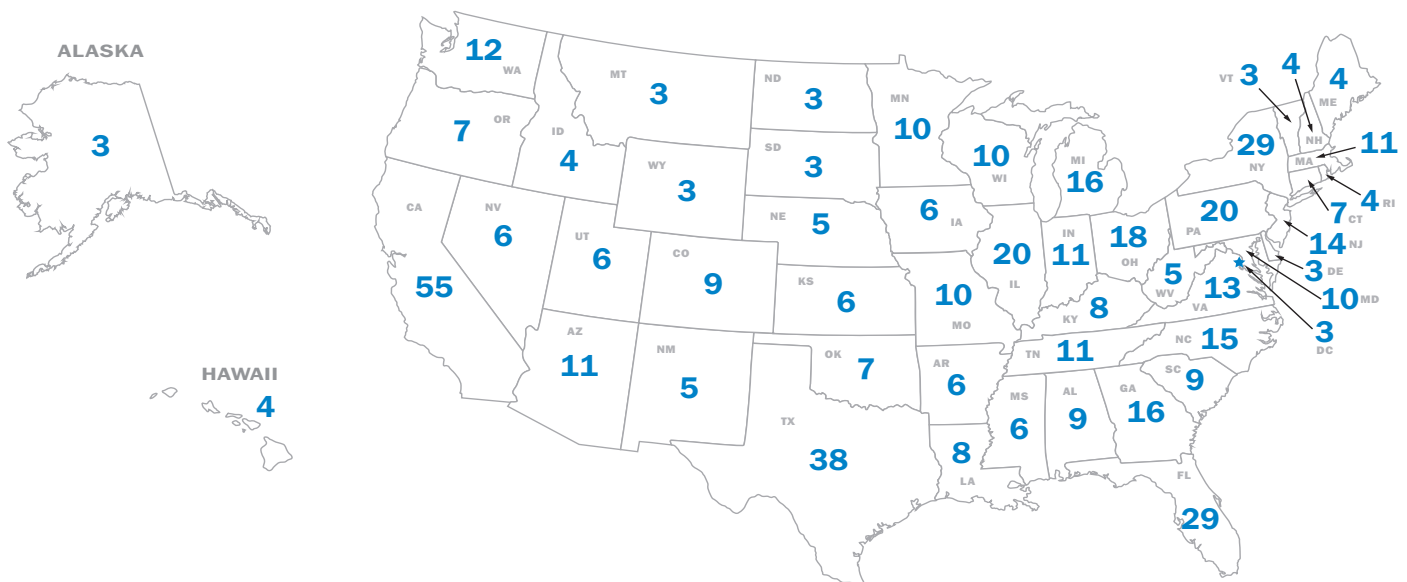 ALASKA
3
HAWAII
4
12
WA
7
OR
CA
55
NV
6
ID
4
MT
3
WY
3
UT
6
CO
9
AZ
11
NM
5
ND
3
SD
3
NE
5
KS
6
OK
7
TX
38
MN
10
6
IA
10
MO
AR
6
8
LA
10
WI
20
IL
MI
16
IN
11
18
OH
8
KY
TN
11
MS
6
AL
9
GA
16
FL
29
SC
9
NC
15
13
VA
5
WV
20
PA
29
NY
VT
3
4
NH
4
ME
MA
11
4
RI
7
CT
14
NJ
3
DE
10
MD
3
DC